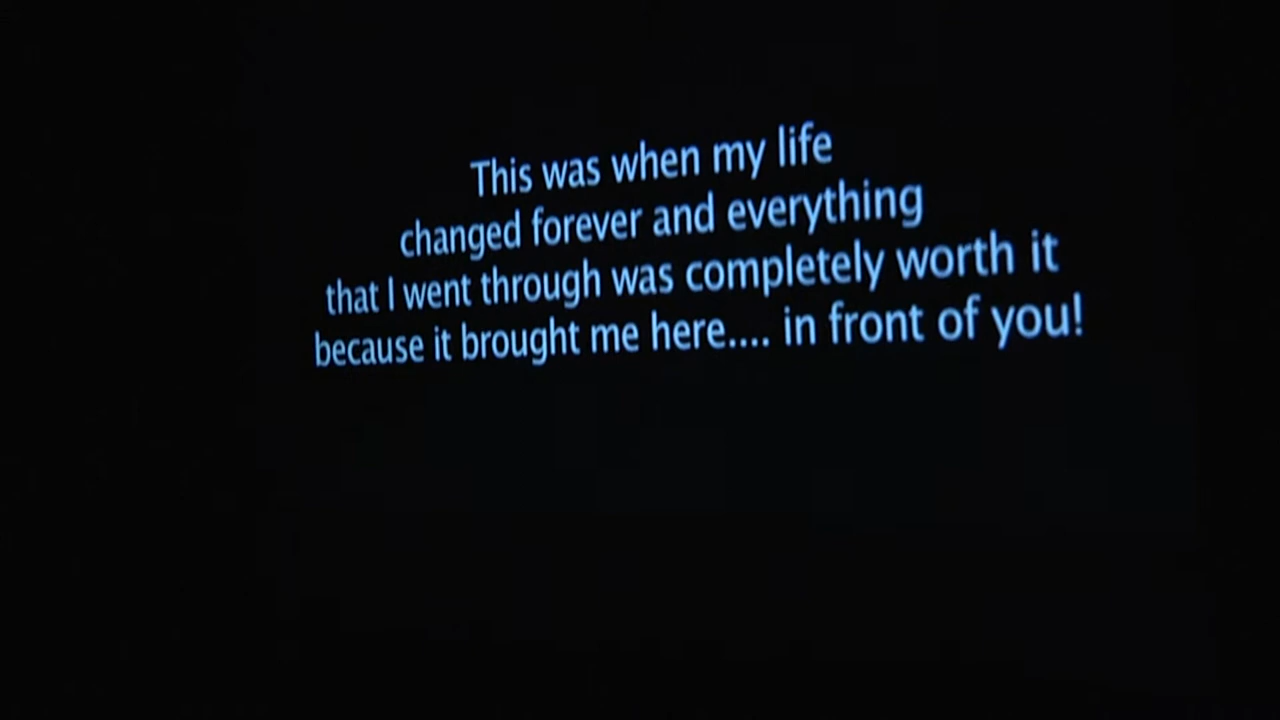 This was when my life
changed forever and everything
that I went through was completely worth it
because it brought me here.... in front of you!